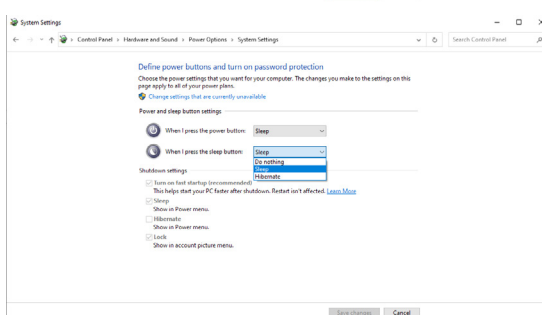 System Settings
Control Panel > Hardware and Sound > Power Options > System Settings
Search Control Panel
Define power buttons and turn on password protection
Choose the power settings that you want for your computer. The changes you make to the settings on this
page apply to all of your power plans.
Change settings that are currently unavailable
Power and sleep button settings
When I press the power button: Sleep
When I press the sleep button: Sleep
Do nothing
Sleep
Hibernate
Shutdown settings
Turn on fast startup (recommended)
This helps start your PC faster after shutdown. Restart isn't affected. Learn More
Sleep
Show in Power menu.
Hibernate
Show in Power menu.
Lock
Show in account picture menu.
Save changes Cancel